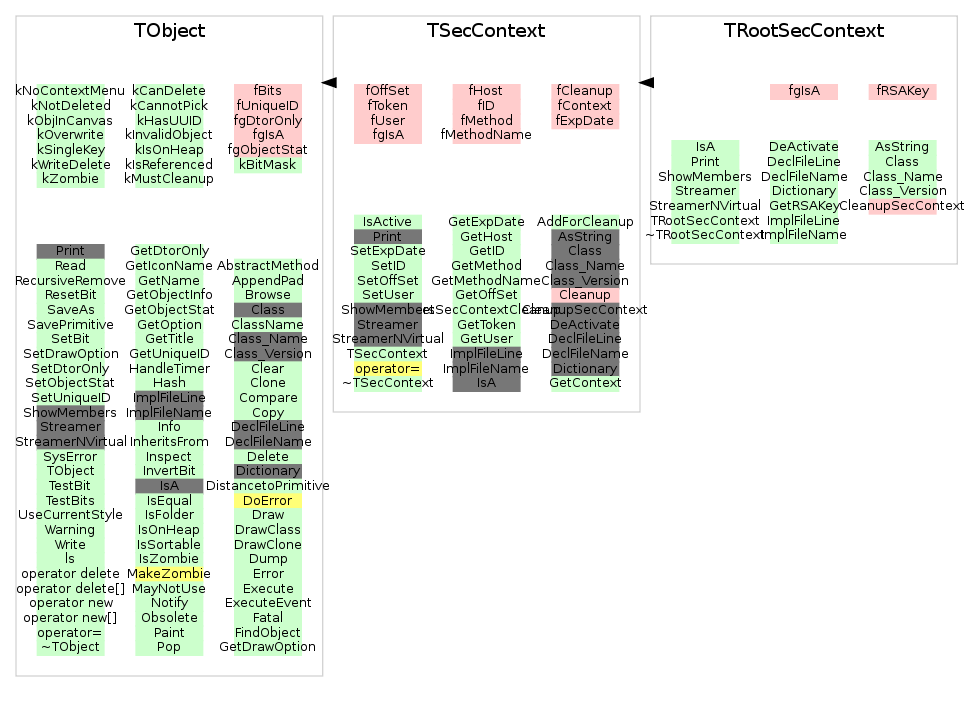 TObject
kNoContextMenu
kNotDeleted
kObjInCanvas
kOverwrite
kSingleKey
kWriteDelete
kZombie
kCanDelete
kCannotPick
kHasUUID
kInvalidObject
kIsOnHeap
kIsReferenced
kMustCleanup
fBits
fUniqueID
fgDtorOnly
fgIsA
fgObjectStat
kBitMask
Print
Read
RecursiveRemove
ResetBit
SaveAs
SavePrimitive
SetBit
SetDrawOption
SetDtorOnly
SetObjectStat
SetUniqueID
ShowMembers
Streamer
StreamerNVirtual
SysError
TObject
TestBit
TestBits
UseCurrentStyle
Warning
Write
ls
operator delete
operator delete[]
operator new
operator new[]
operator=
~TObject
GetDtorOnly
GetIconName
GetName
GetObjectInfo
GetObjectStat
GetOption
GetTitle
GetUniqueID
HandleTimer
Hash
ImplFileLine
ImplFileName
Info
InheritsFrom
Inspect
InvertBit
IsA
IsEqual
IsFolder
IsOnHeap
IsSortable
IsZombie
MakeZombie
MayNotUse
Notify
Obsolete
Paint
Pop
AbstractMethod
AppendPad
Browse
Class
ClassName
Class_Name
Class_Version
Clear
Clone
Compare
Copy
DeclFileLine
DeclFileName
Delete
Dictionary
DistancetoPrimitive
DoError
Draw
DrawClass
DrawClone
Dump
Error
Execute
ExecuteEvent
Fatal
FindObject
GetDrawOption
TSecContext
fOffSet
fToken
fUser
fgIsA
fHost
fID
fMethod
fMethodName
fCleanup
fContext
fExpDate
IsActive
Print
SetExpDate
SetID
SetOffSet
SetUser
ShowMembers
Streamer
StreamerNVirtual
TSecContext
operator=
~TSecContext
GetExpDate
GetHost
GetID
GetMethod
GetMethodName
GetOffSet
GetToken
GetUser
ImplFileLine
ImplFileName
IsA
AddForCleanup
AsString
Class
Class_Name
Class_Version
Cleanup
CleanupSecContext
DeActivate
DeclFileLine
DeclFileName
Dictionary
GetContext
TRootSecContext
fgIsA
fRSAKey
IsA
Print
ShowMembers
Streamer
StreamerNVirtual
TRootSecContext
~TRootSecContext
DeActivate
DeclFileLine
DeclFileName
Dictionary
GetRSAKey
ImplFileLine
ImplFileName
AsString
Class
Class_Name
Class_Version
CleanupSecContext